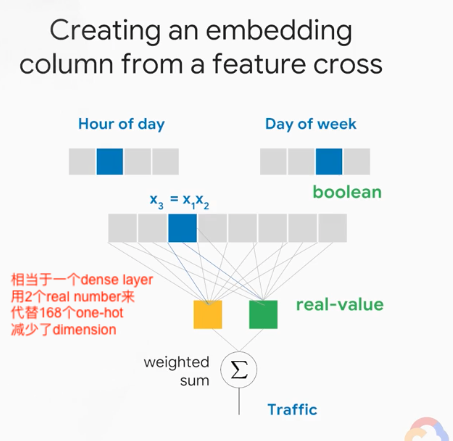 Creating an embedding
column from a feature cross
Hour of day
Day of week
boolean
x₃ = x₁x₂
相当于一个dense layer
用2个real number来
代替168个one-hot
减少了dimension
real-value
weighted
sum
Σ
Traffic